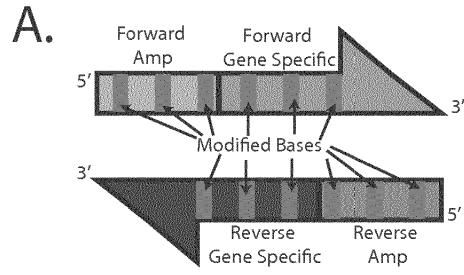 A.
Forward
Amp
Forward
Gene Specific
5'
3'
Modified Bases
3'
5'
Reverse
Gene Specific
Reverse
Amp